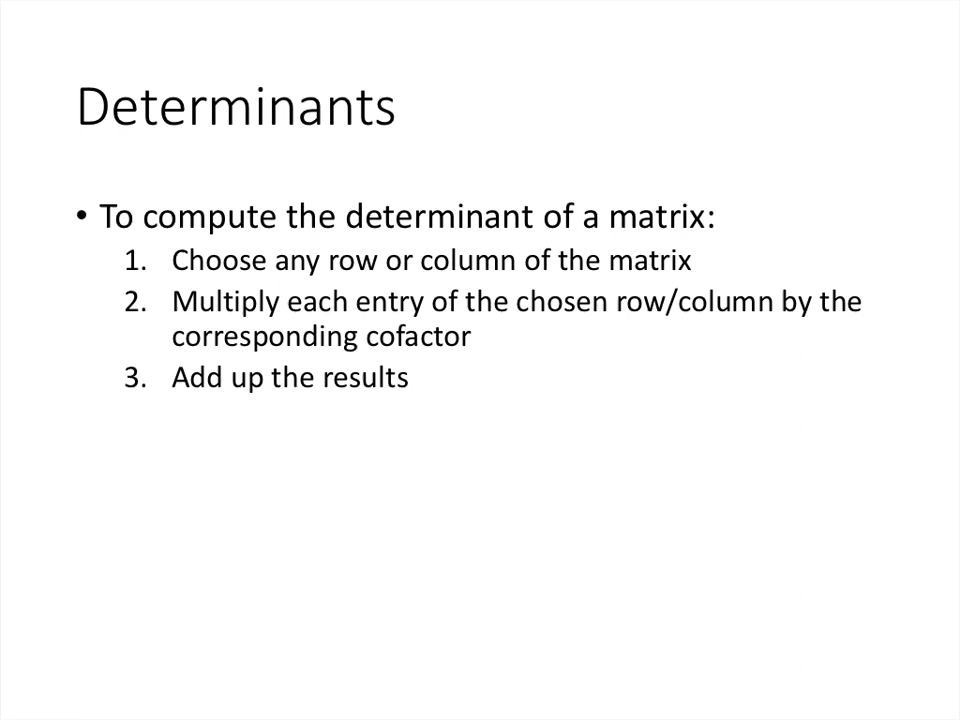 Determinants
• To compute the determinant of a matrix:
1. Choose any row or column of the matrix
2. Multiply each entry of the chosen row/column by the
corresponding cofactor
3. Add up the results